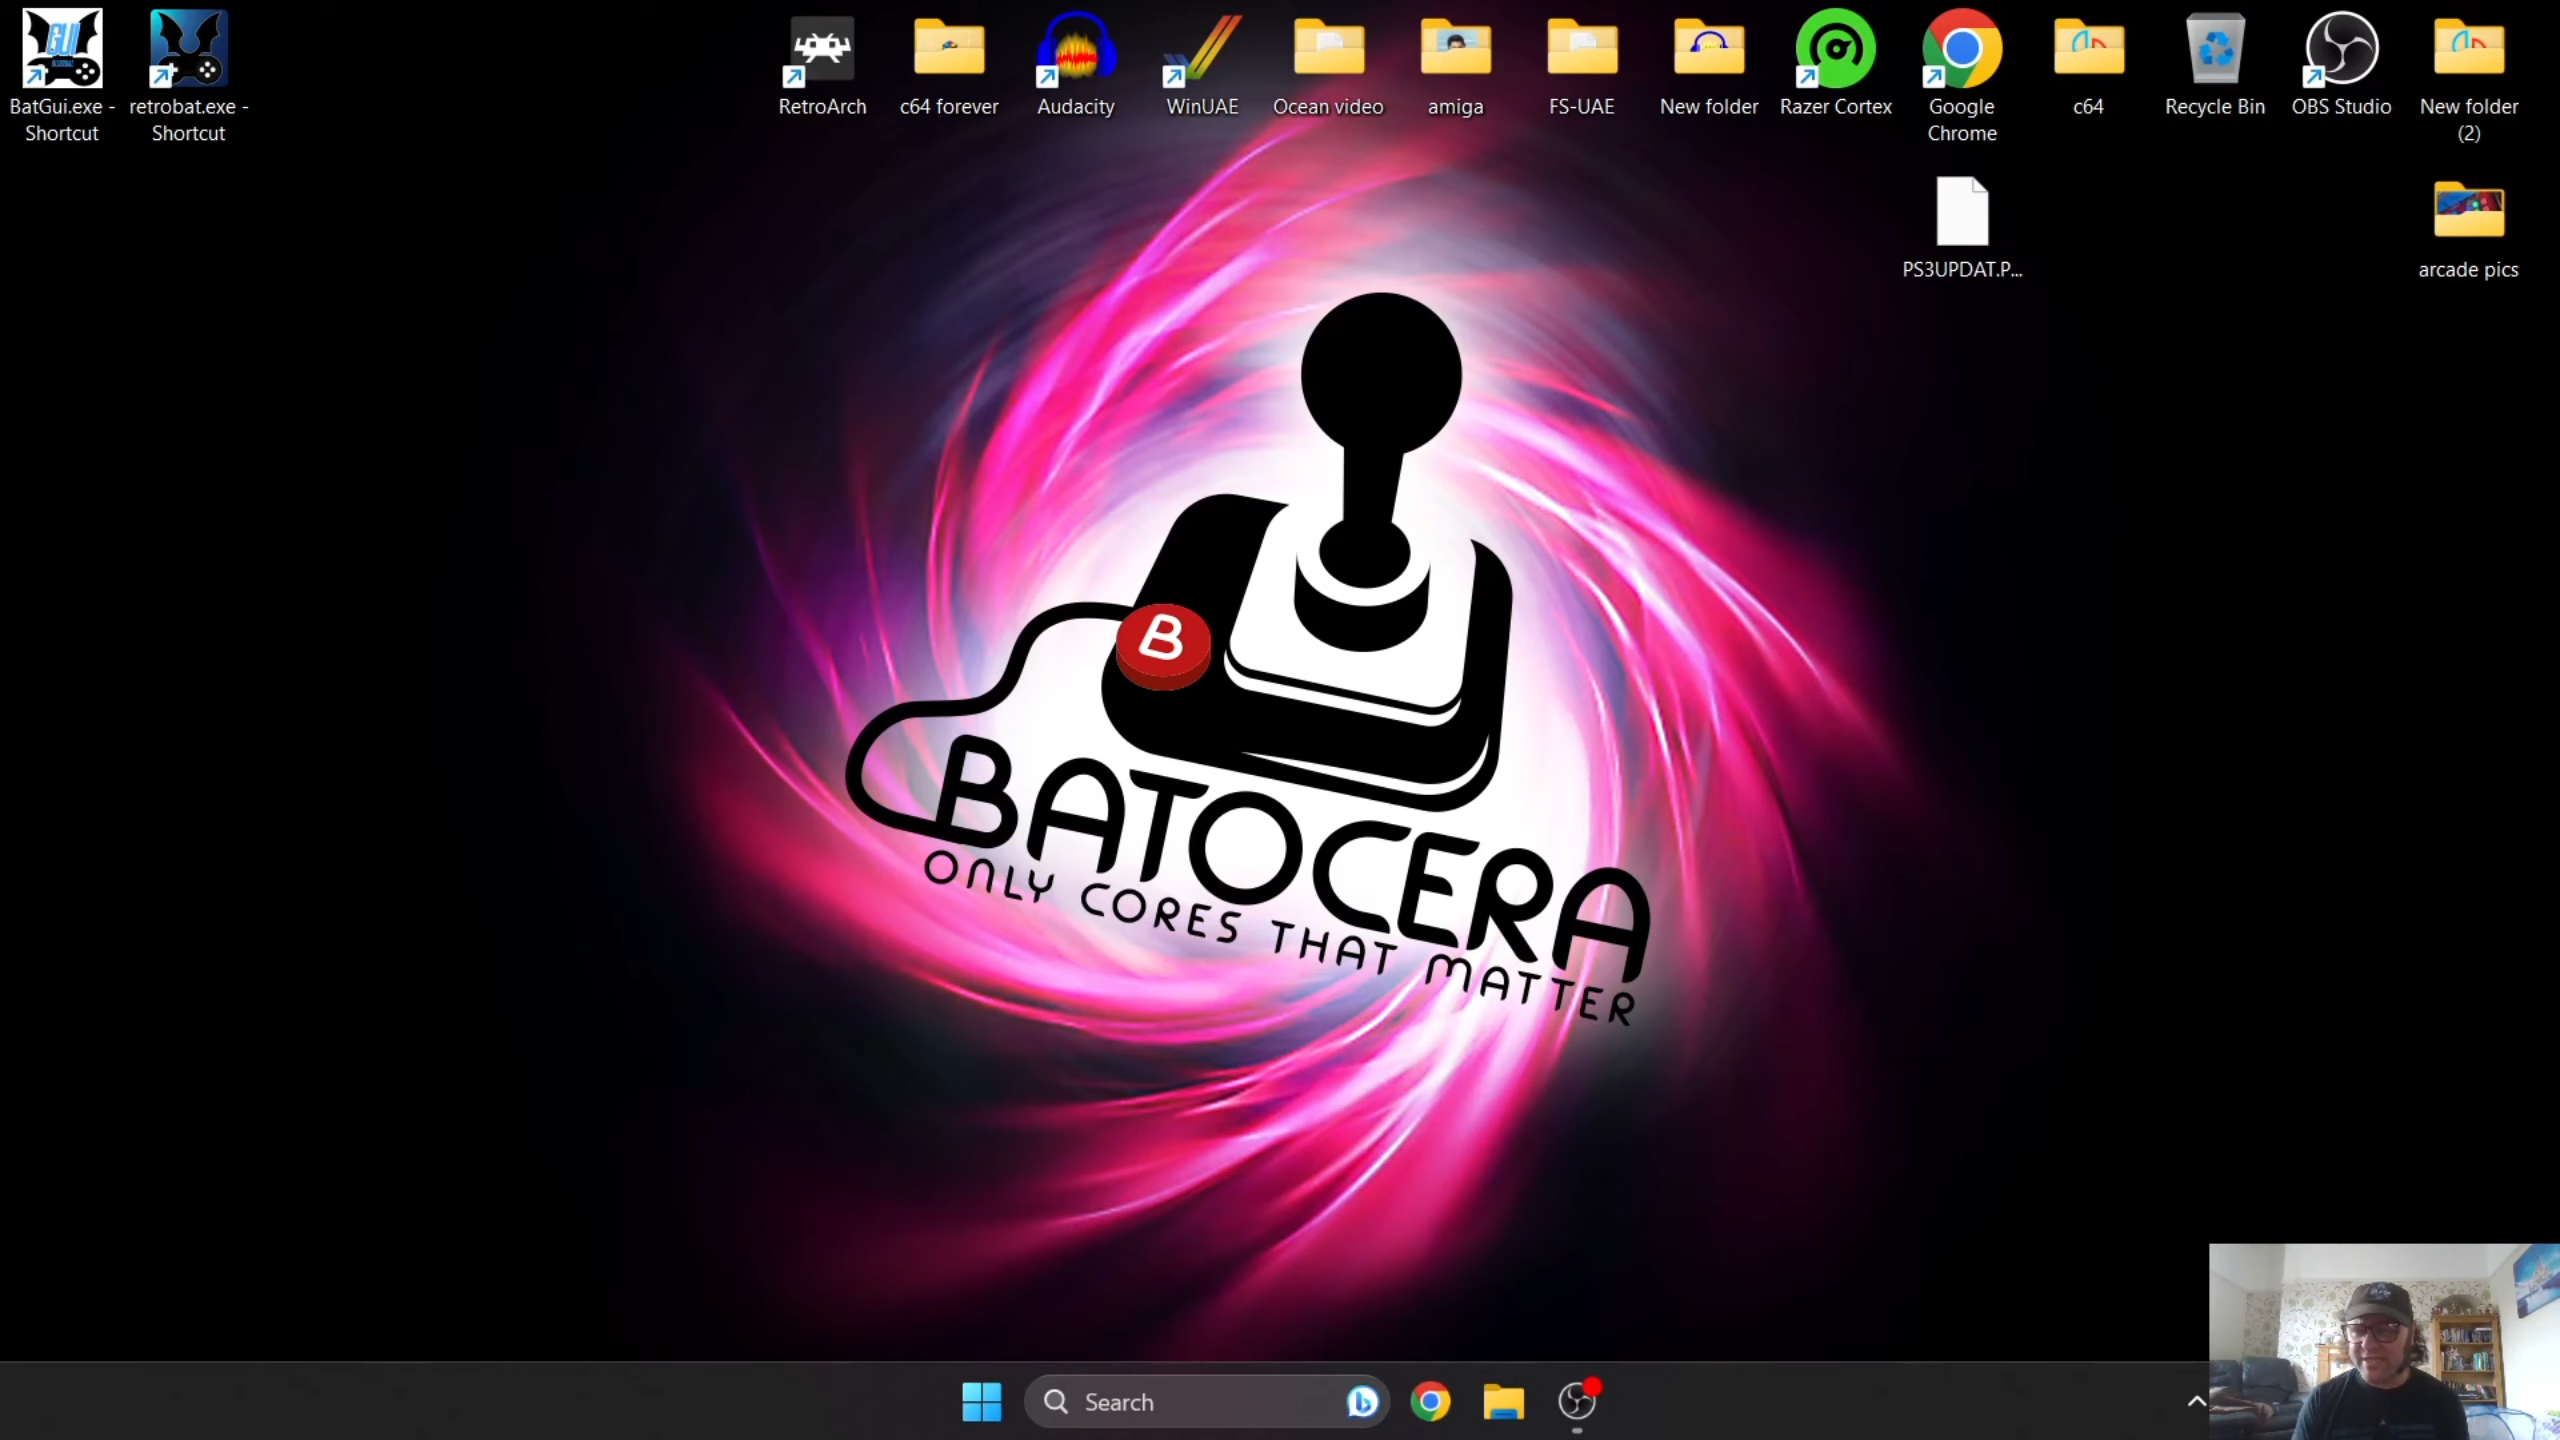 BatGui.exe -
Shortcut
retrobat.exe -
Shortcut
RetroArch
c64 forever
Audacity
WinUAE
Ocean video
amiga
FS-UAE
New folder
Razer Cortex
Google
Chrome
c64
Recycle Bin
OBS Studio
New folder
(2)
PS3UPDAT.P...
arcade pics
GUI
B
BATOCERA
ONLY CORES THAT MATTER
Search